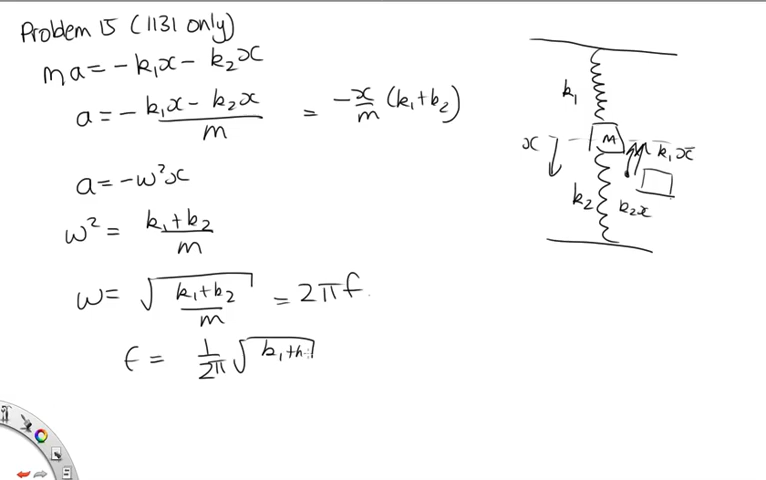 Problem 15 (1131 only)
ma = -k₁x - k₂x
a = - k₁x - k₂x / m = -x/m (k₁+k₂)
a = -ω²x
ω² = k₁+k₂ / m
ω = √(k₁+k₂ / m) = 2πf
f = 1/2π √k₁+k
k₁
x
m
k₁x
k₂
k₂x